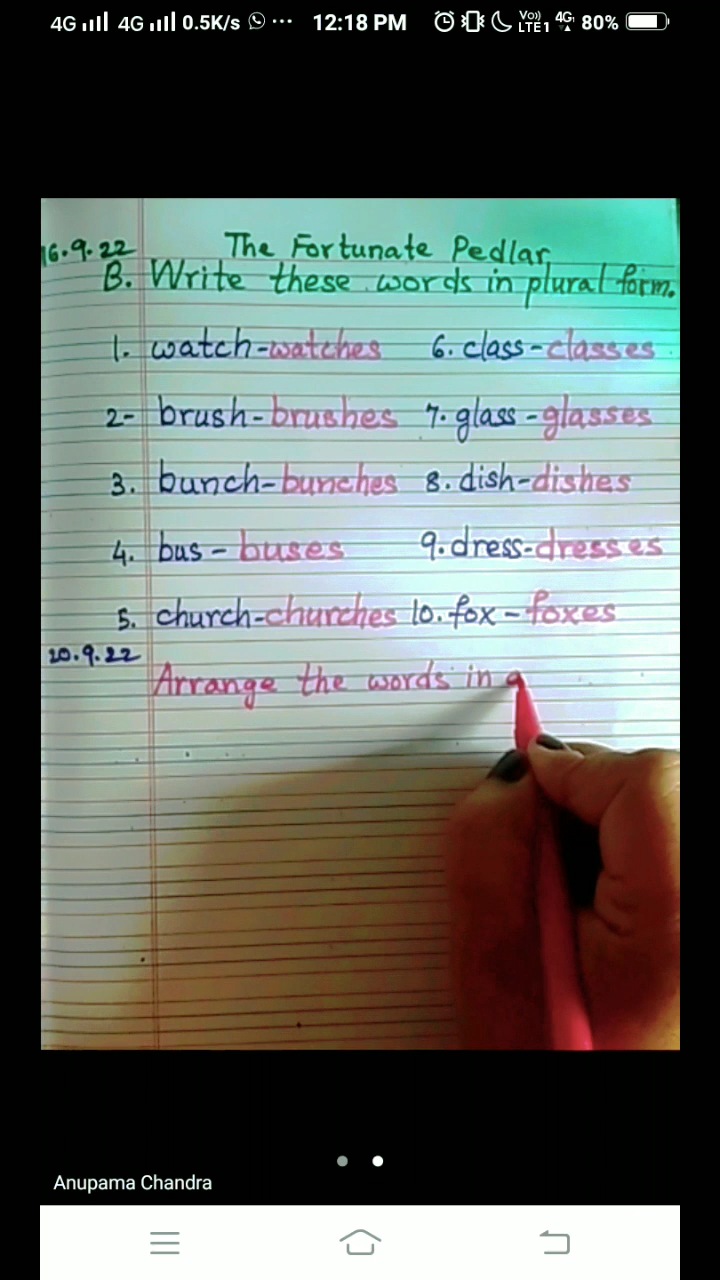 4G 4G 0.5K/s ... 12:18 PM Vo)) LTE1 4G 80%
16.9.22 The Fortunate Pedlar
B. Write these words in plural form.
1. watch-watches 6. class-classes
2- brush-brushes 7. glass-glasses
3. bunch-bunches 8. dish-dishes
4. bus-buses 9. dress-dresses
5. church-churches 10. fox-foxes
20.9.22
Arrange the words in a
Anupama Chandra